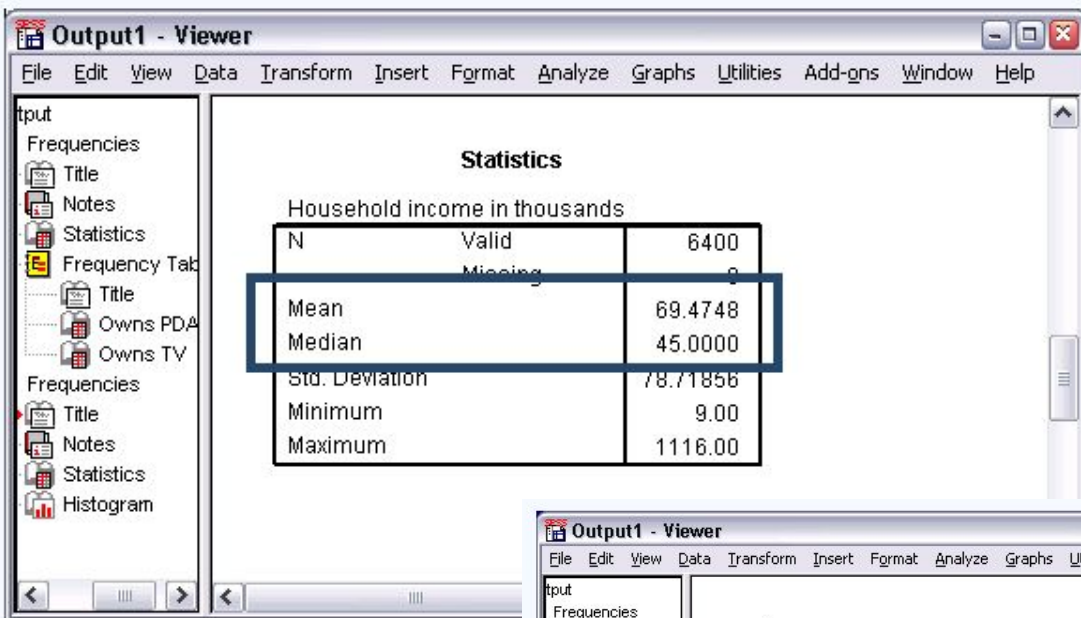 Output1 - Viewer
File Edit View Data Transform Insert Format Analyze Graphs Utilities Add-ons Window Help
tput
Frequencies
Title
Notes
Statistics
Frequency Tab
Title
Owns PDA
Owns TV
Frequencies
Title
Notes
Statistics
Histogram
Statistics
Household income in thousands
N Valid 6400
Missing
Mean 69.4748
Median 45.0000
Std. Deviation 78.71856
Minimum 9.00
Maximum 1116.00
Output1 - Viewer
File Edit View Data Transform Insert Format Analyze Graphs
tput
Frequencies